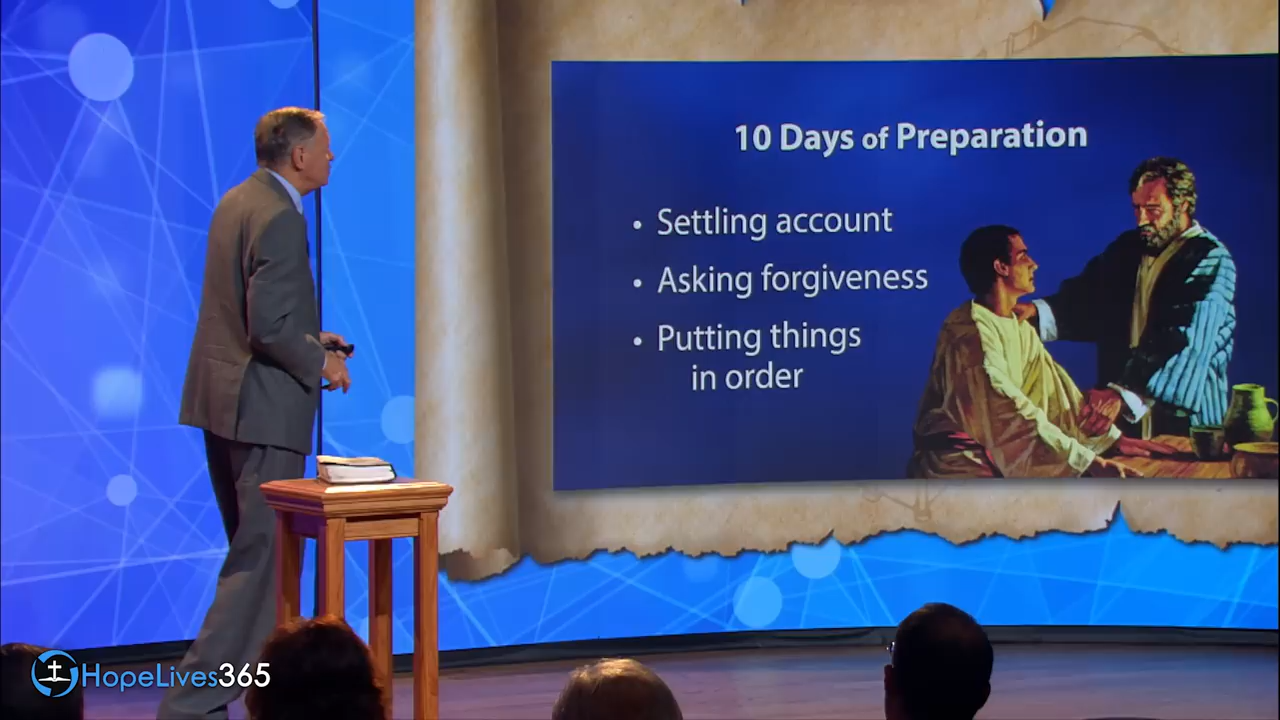 10 Days of Preparation
• Settling account
• Asking forgiveness
• Putting things
in order
HopeLives365